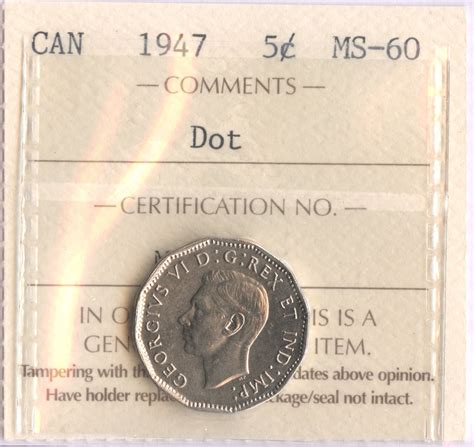 CAN 1947 5¢ MS-60
— COMMENTS —
Dot
— CERTIFICATION NO. —
GEORGIVS VI D:G:REX ET IND:IMP:
IN O IS IS A
GEN ITEM.
Tampering with th dates above opinion.
Have holder repla kage/seal not intact.